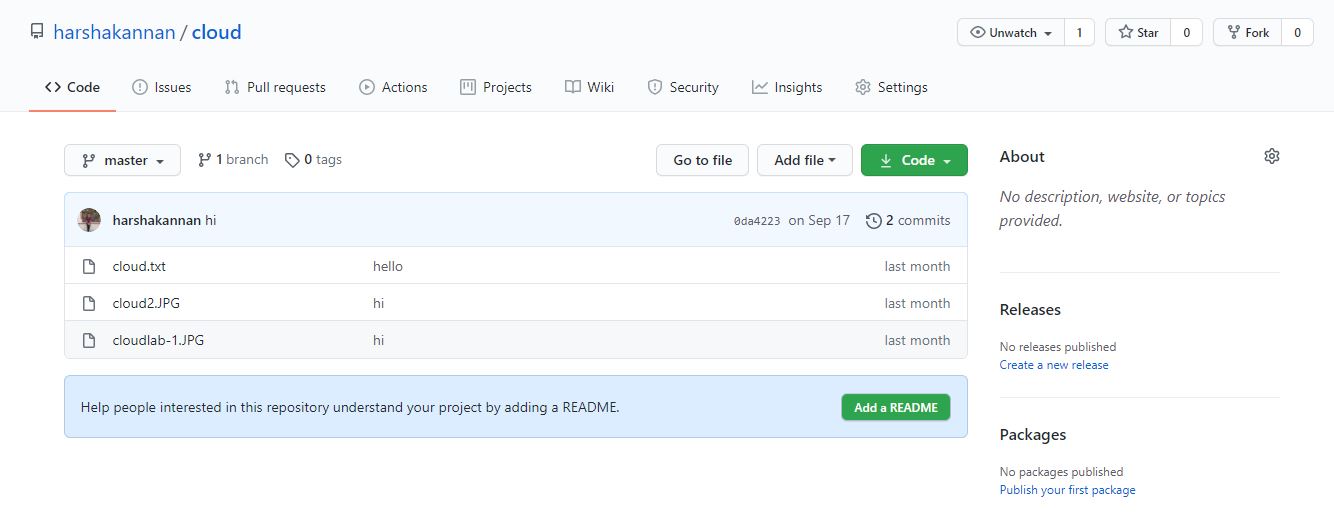 harshakannan / cloud
Unwatch 1 Star 0 Fork 0
Code Issues Pull requests Actions Projects Wiki Security Insights Settings
master 1 branch 0 tags Go to file Add file Code
harshakannan hi 0da4223 on Sep 17 2 commits
cloud.txt hello last month
cloud2.JPG hi last month
cloudlab-1.JPG hi last month
Help people interested in this repository understand your project by adding a README. Add a README
About
No description, website, or topics
provided.
Releases
No releases published
Create a new release
Packages
No packages published
Publish your first package